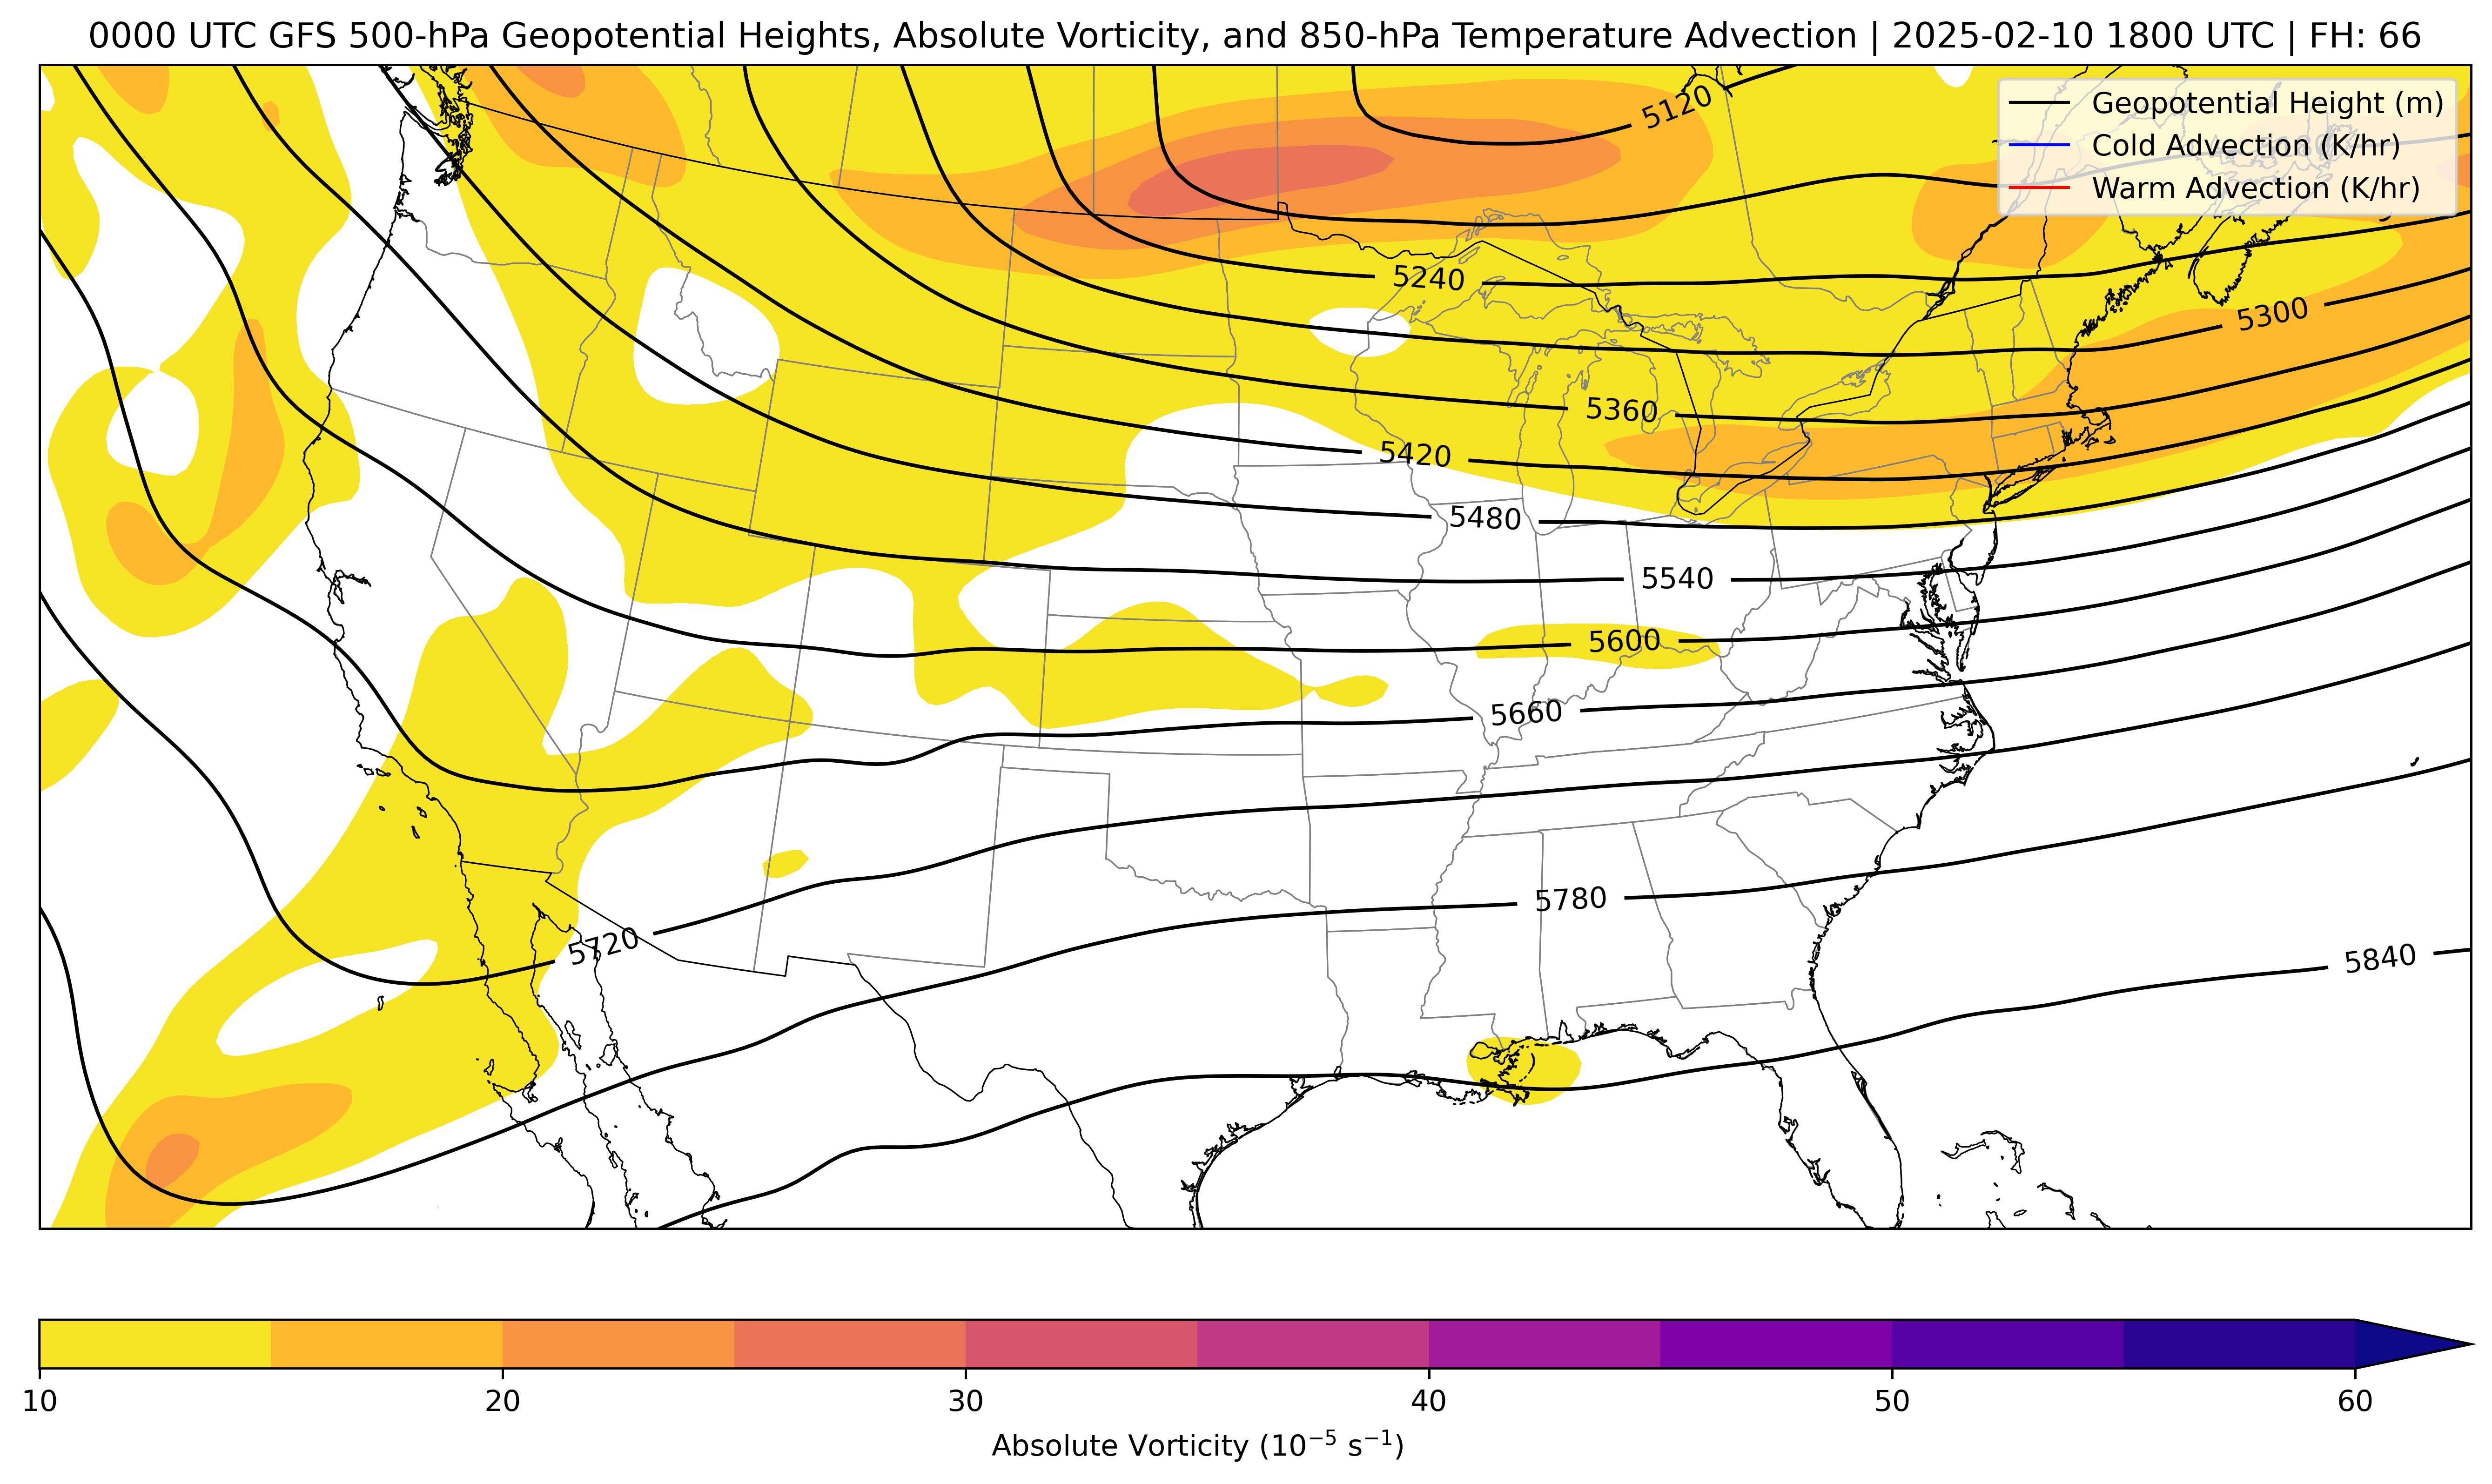 0000 UTC GFS 500-hPa Geopotential Heights, Absolute Vorticity, and 850-hPa Temperature Advection | 2025-02-10 1800 UTC | FH: 66
Geopotential Height (m)
Cold Advection (K/hr)
Warm Advection (K/hr)
5120
5240
5300
5360
5420
5480
5540
5600
5660
5780
5720
5840
10 20 30 40 50 60
Absolute Vorticity (10⁻⁵ s⁻¹)